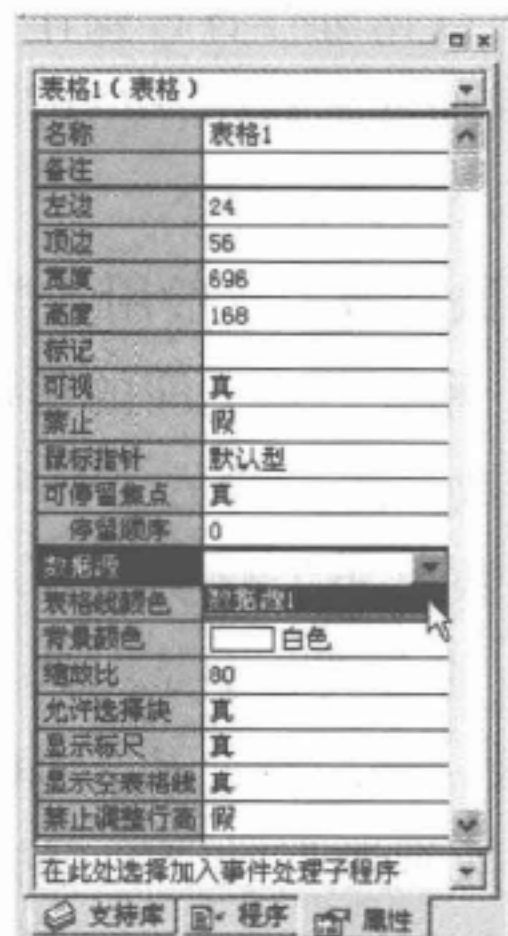 表格1(表格)
名称 表格1
备注
左边 24
顶边 56
宽度 696
高度 168
标记
可视 真
禁止 假
鼠标指针 默认型
可停留焦点 真
停留顺序 0
数据源
表格线颜色 数据源1
背景颜色 白色
缩放比 80
允许选择块 真
显示标尺 真
显示空表格线 真
禁止调整行高 假
在此处选择加入事件处理子程序
支持库 程序 属性